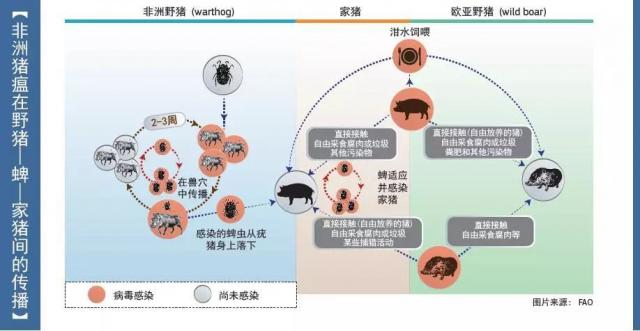 【非洲猪瘟在野猪—蜱—家猪间的传播】
非洲野猪 (warthog)
家猪
欧亚野猪 (wild boar)
泔水饲喂
2-3周
直接接触
自由采食腐肉或垃圾
其他污染物
直接接触(自由放养的猪)
自由采食腐肉或垃圾
粪肥和其他污染物
在兽穴
中传播
蜱适应
并感染
家猪
感染的蜱虫从疣
猪身上落下
直接接触(自由放养的猪)
自由采食腐肉或垃圾
某些捕猎活动
直接接触
自由采食腐肉等
病毒感染
尚未感染
图片来源： FAO